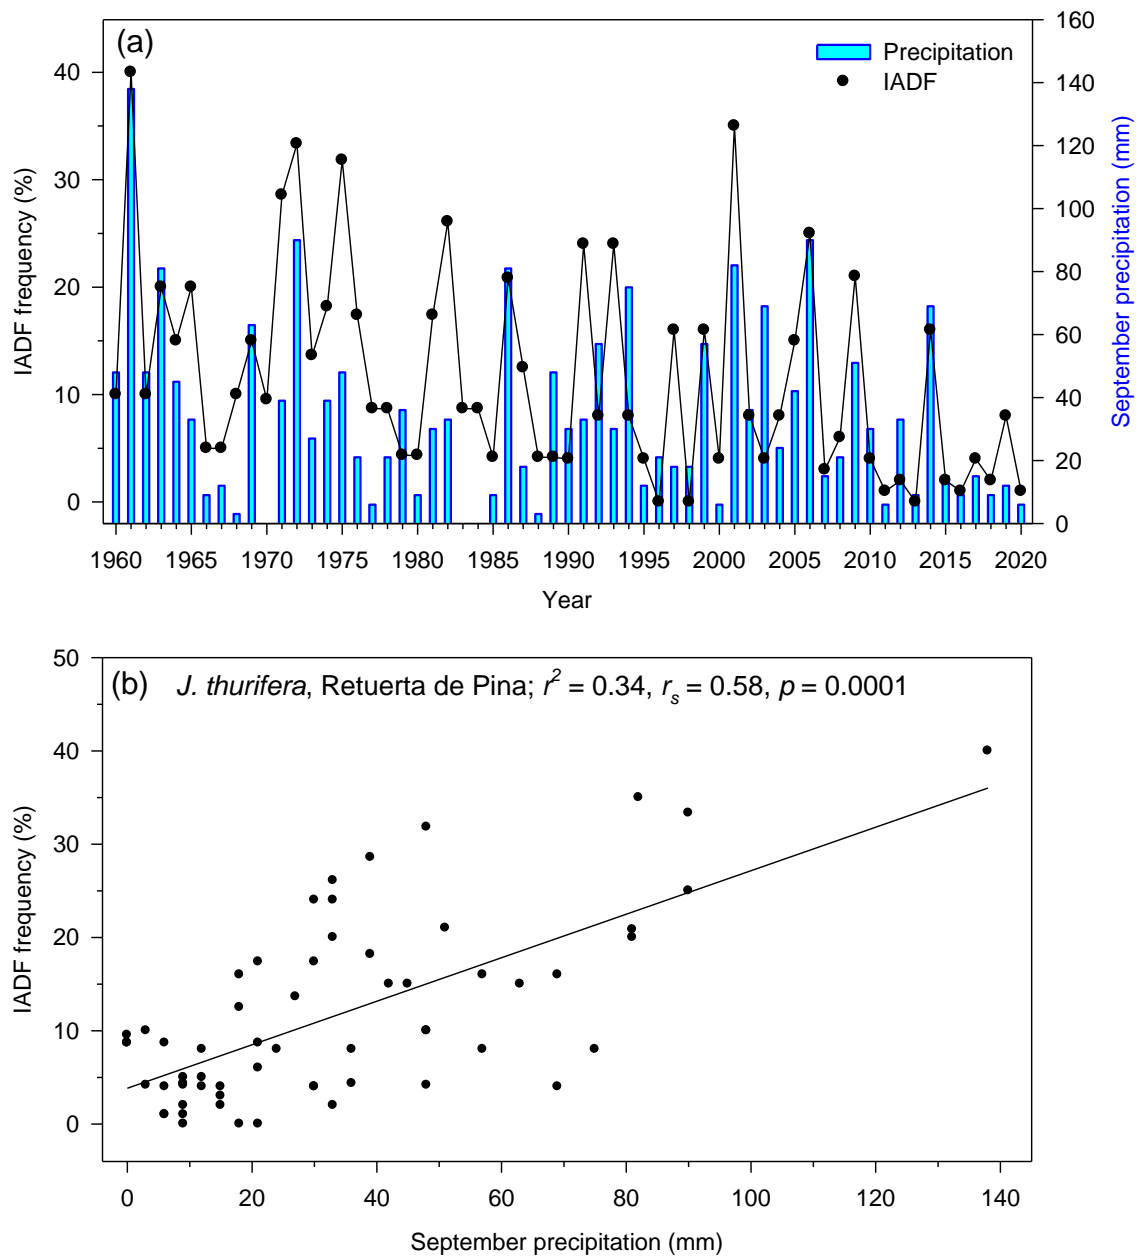 (a)
Precipitation
IADF
IADF frequency (%)
40
30
20
10
0
160
140
120
100
80
60
40
20
0
September precipitation (mm)
1960 1965 1970 1975 1980 1985 1990 1995 2000 2005 2010 2015 2020
Year
(b) J. thurifera, Retuerta de Pina; r² = 0.34, rₛ = 0.58, p = 0.0001
IADF frequency (%)
50
40
30
20
10
0
0 20 40 60 80 100 120 140
September precipitation (mm)